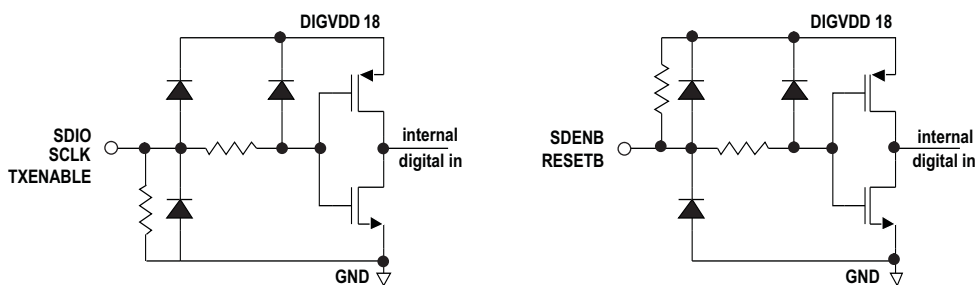 DIGVDD 18
SDIO
SCLK
TXENABLE
internal
digital in
GND
DIGVDD 18
SDENB
RESETB
internal
digital in
GND